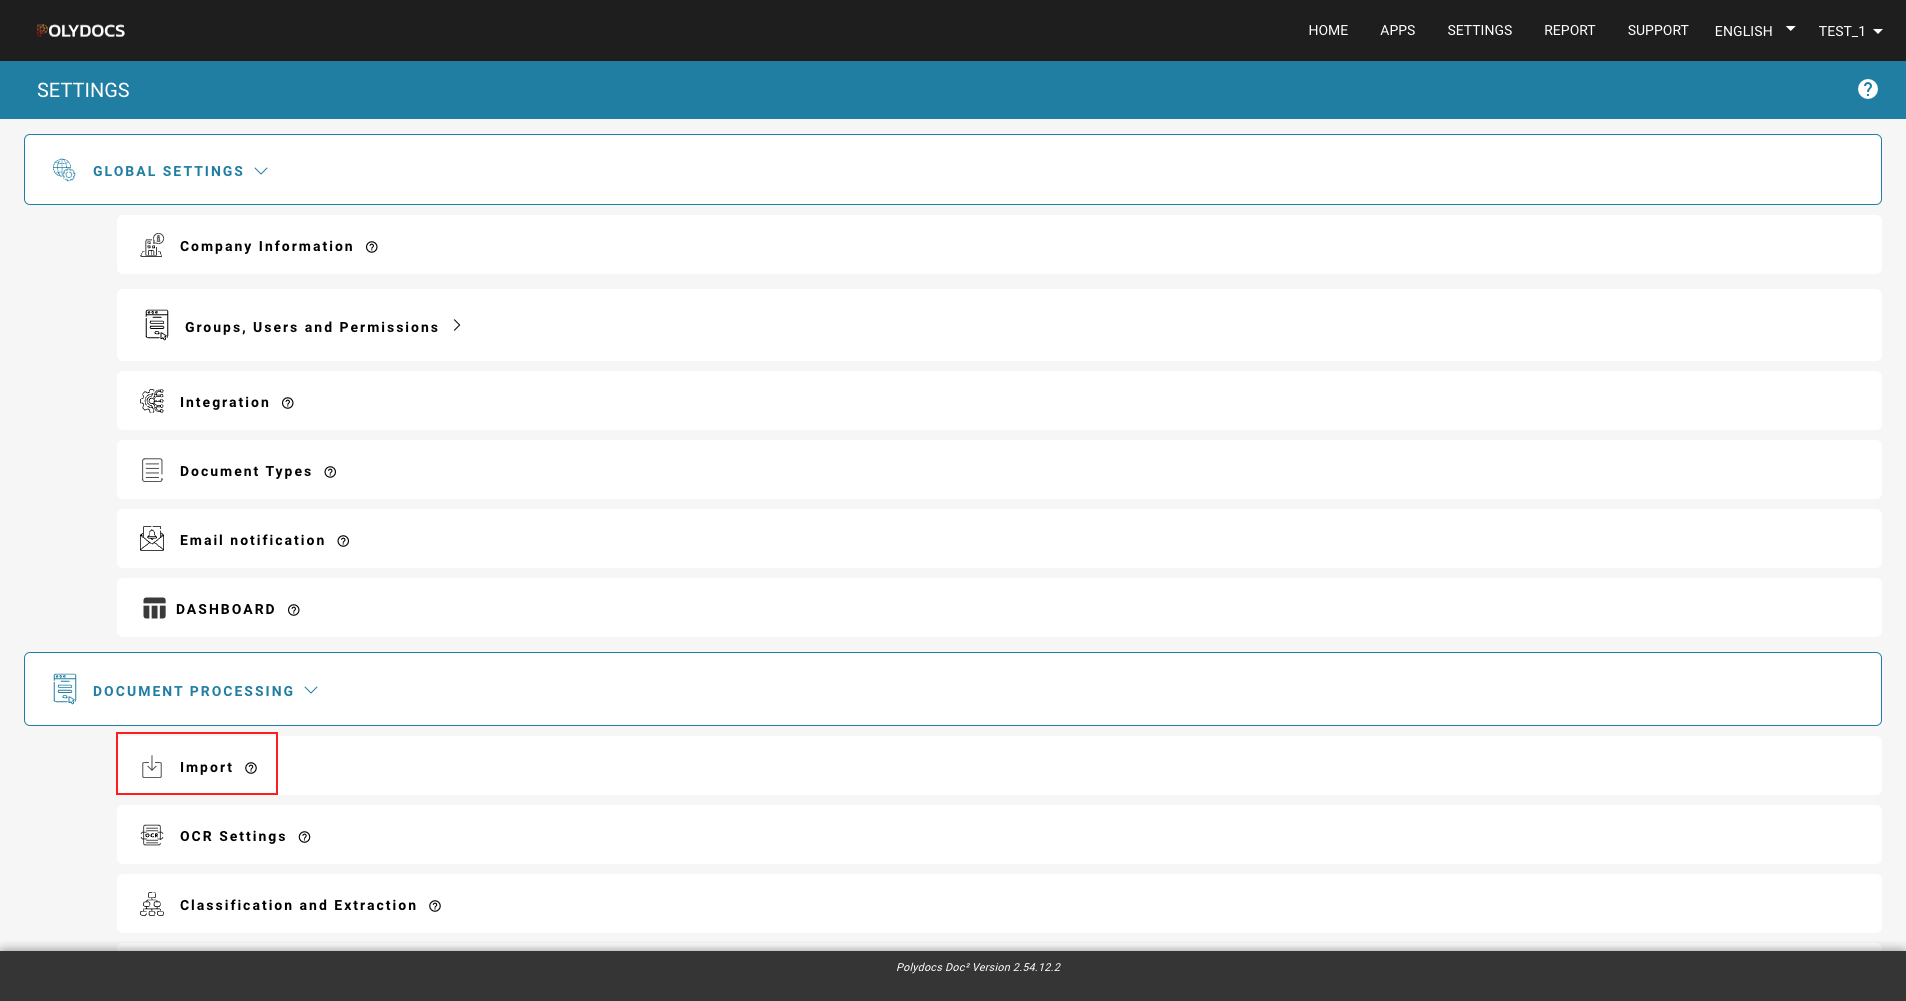 POLYDOCS
HOME APPS SETTINGS REPORT SUPPORT ENGLISH TEST_1
SETTINGS
GLOBAL SETTINGS
Company Information
Groups, Users and Permissions
Integration
Document Types
Email notification
DASHBOARD
DOCUMENT PROCESSING
Import
OCR Settings
Classification and Extraction
Polydocs Doc² Version 2.54.12.2